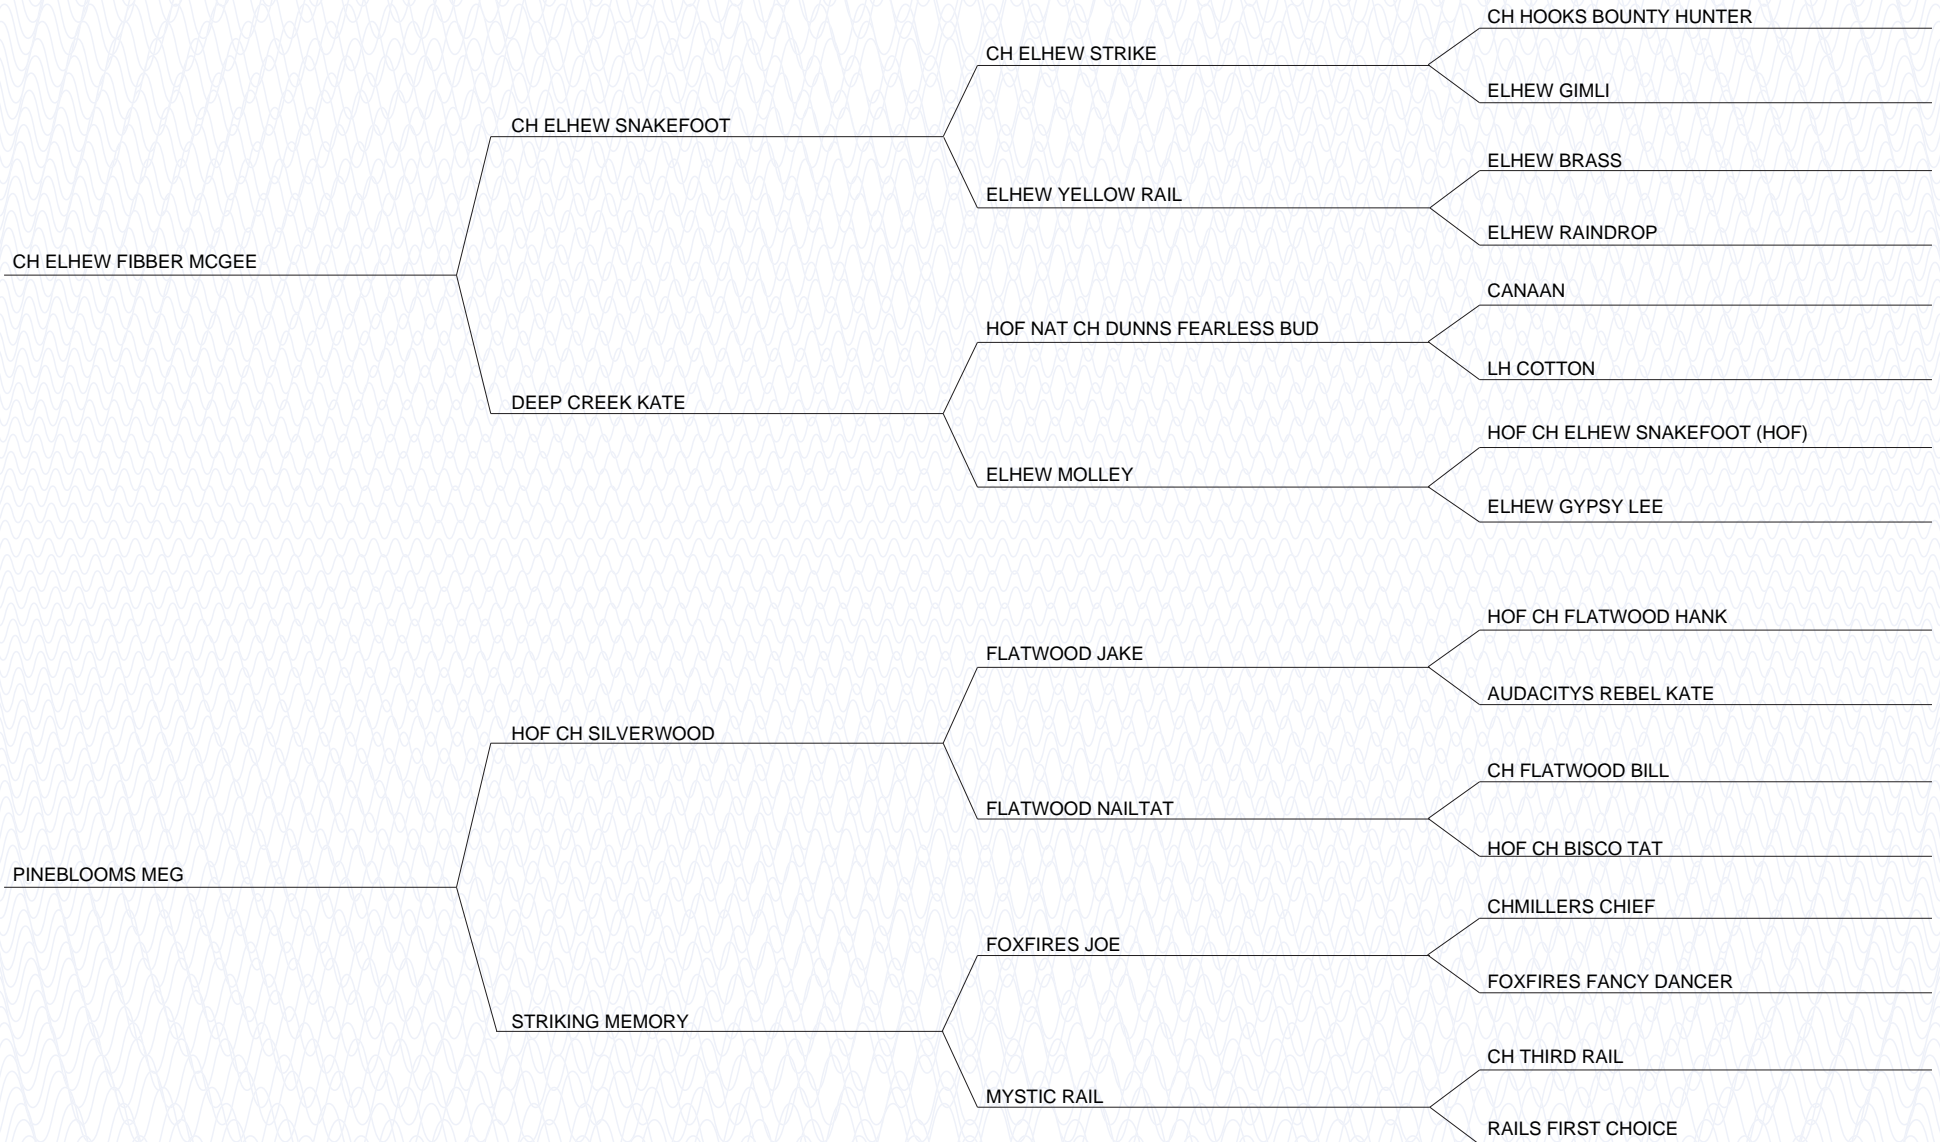 CH HOOKS BOUNTY HUNTER
CH ELHEW STRIKE
ELHEW GIMLI
CH ELHEW SNAKEFOOT
ELHEW BRASS
ELHEW YELLOW RAIL
ELHEW RAINDROP
CH ELHEW FIBBER MCGEE
CANAAN
HOF NAT CH DUNNS FEARLESS BUD
LH COTTON
DEEP CREEK KATE
HOF CH ELHEW SNAKEFOOT (HOF)
ELHEW MOLLEY
ELHEW GYPSY LEE
HOF CH FLATWOOD HANK
FLATWOOD JAKE
AUDACITYS REBEL KATE
HOF CH SILVERWOOD
CH FLATWOOD BILL
FLATWOOD NAILTAT
HOF CH BISCO TAT
PINEBLOOMS MEG
CHMILLERS CHIEF
FOXFIRES JOE
FOXFIRES FANCY DANCER
STRIKING MEMORY
CH THIRD RAIL
MYSTIC RAIL
RAILS FIRST CHOICE